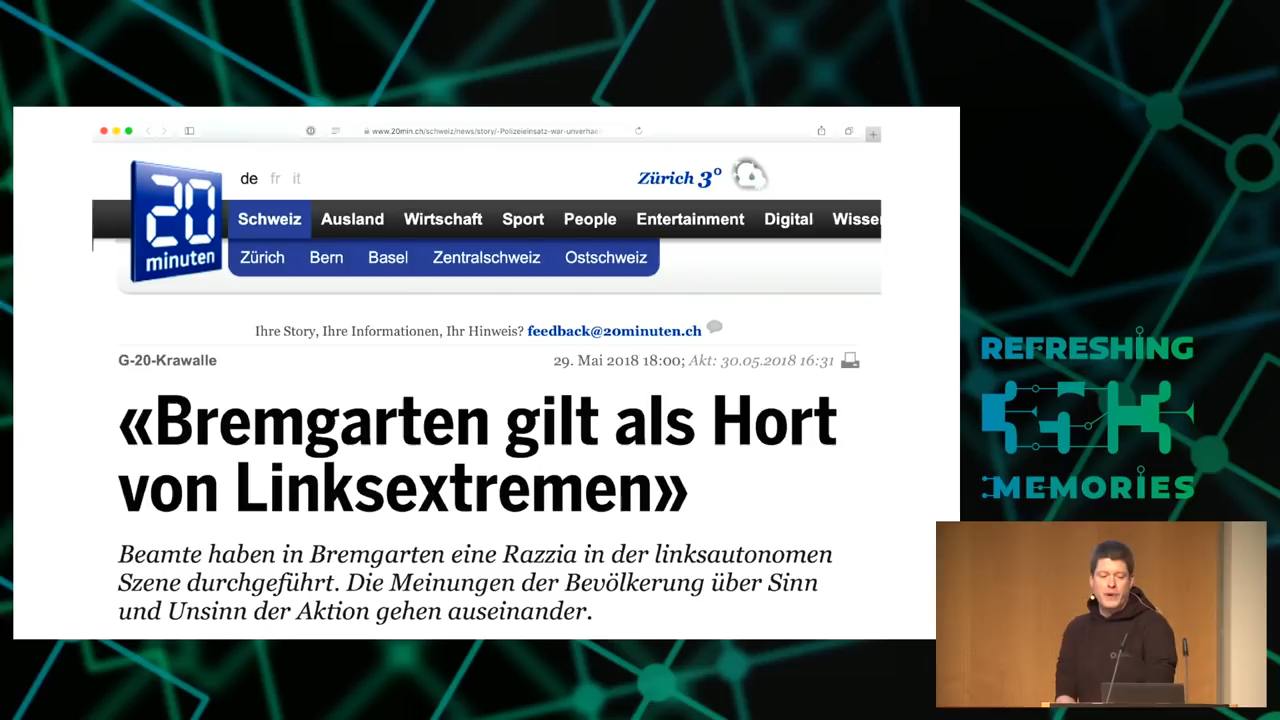 www.20min.ch/schweiz/news/story/-Polizeieinsatz-war-unverhae
20
minuten
de fr it
Zürich 3°
Schweiz Ausland Wirtschaft Sport People Entertainment Digital Wissen
Zürich Bern Basel Zentralschweiz Ostschweiz
Ihre Story, Ihre Informationen, Ihr Hinweis? feedback@20minuten.ch
G-20-Krawalle
29. Mai 2018 18:00; Akt: 30.05.2018 16:31
«Bremgarten gilt als Hort
von Linksextremen»
Beamte haben in Bremgarten eine Razzia in der linksautonomen
Szene durchgeführt. Die Meinungen der Bevölkerung über Sinn
und Unsinn der Aktion gehen auseinander.
REFRESHING
MEMORIES